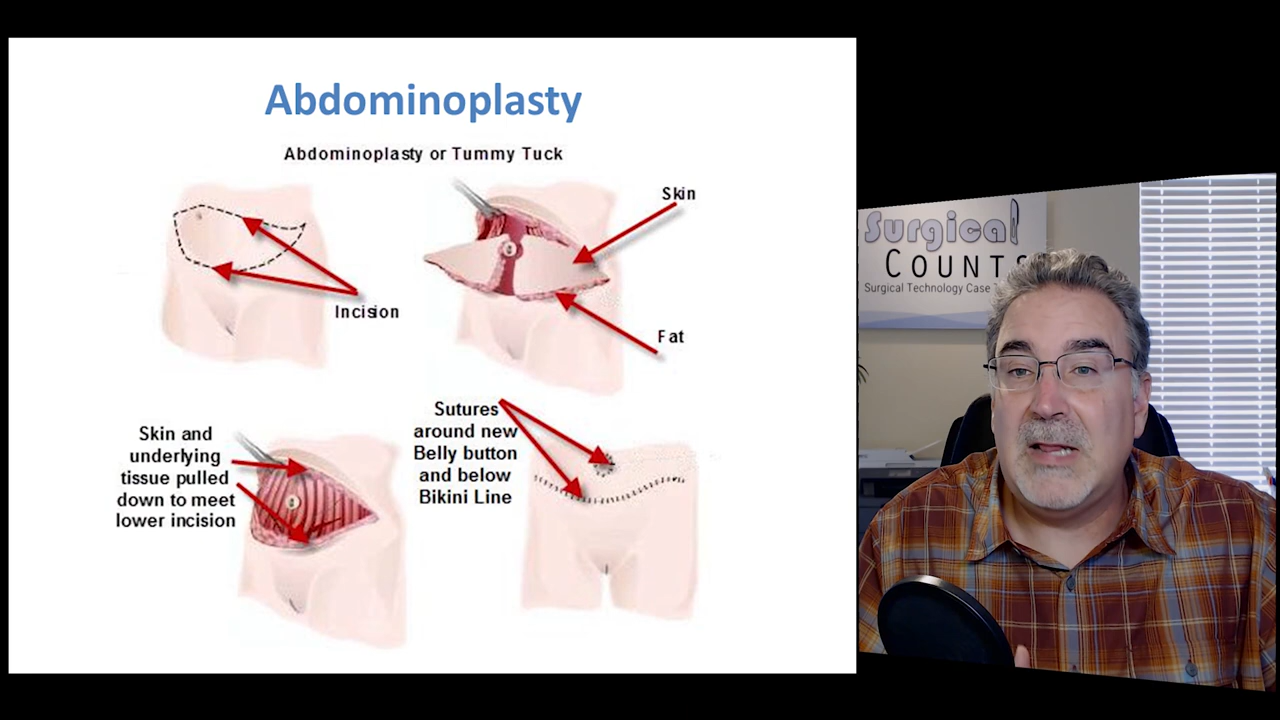 Abdominoplasty
Abdominoplasty or Tummy Tuck
Incision
Skin
Fat
Skin and
underlying
tissue pulled
down to meet
lower incision
Sutures
around new
Belly button
and below
Bikini Line
Surgical
COUNTS
Surgical Technology Case